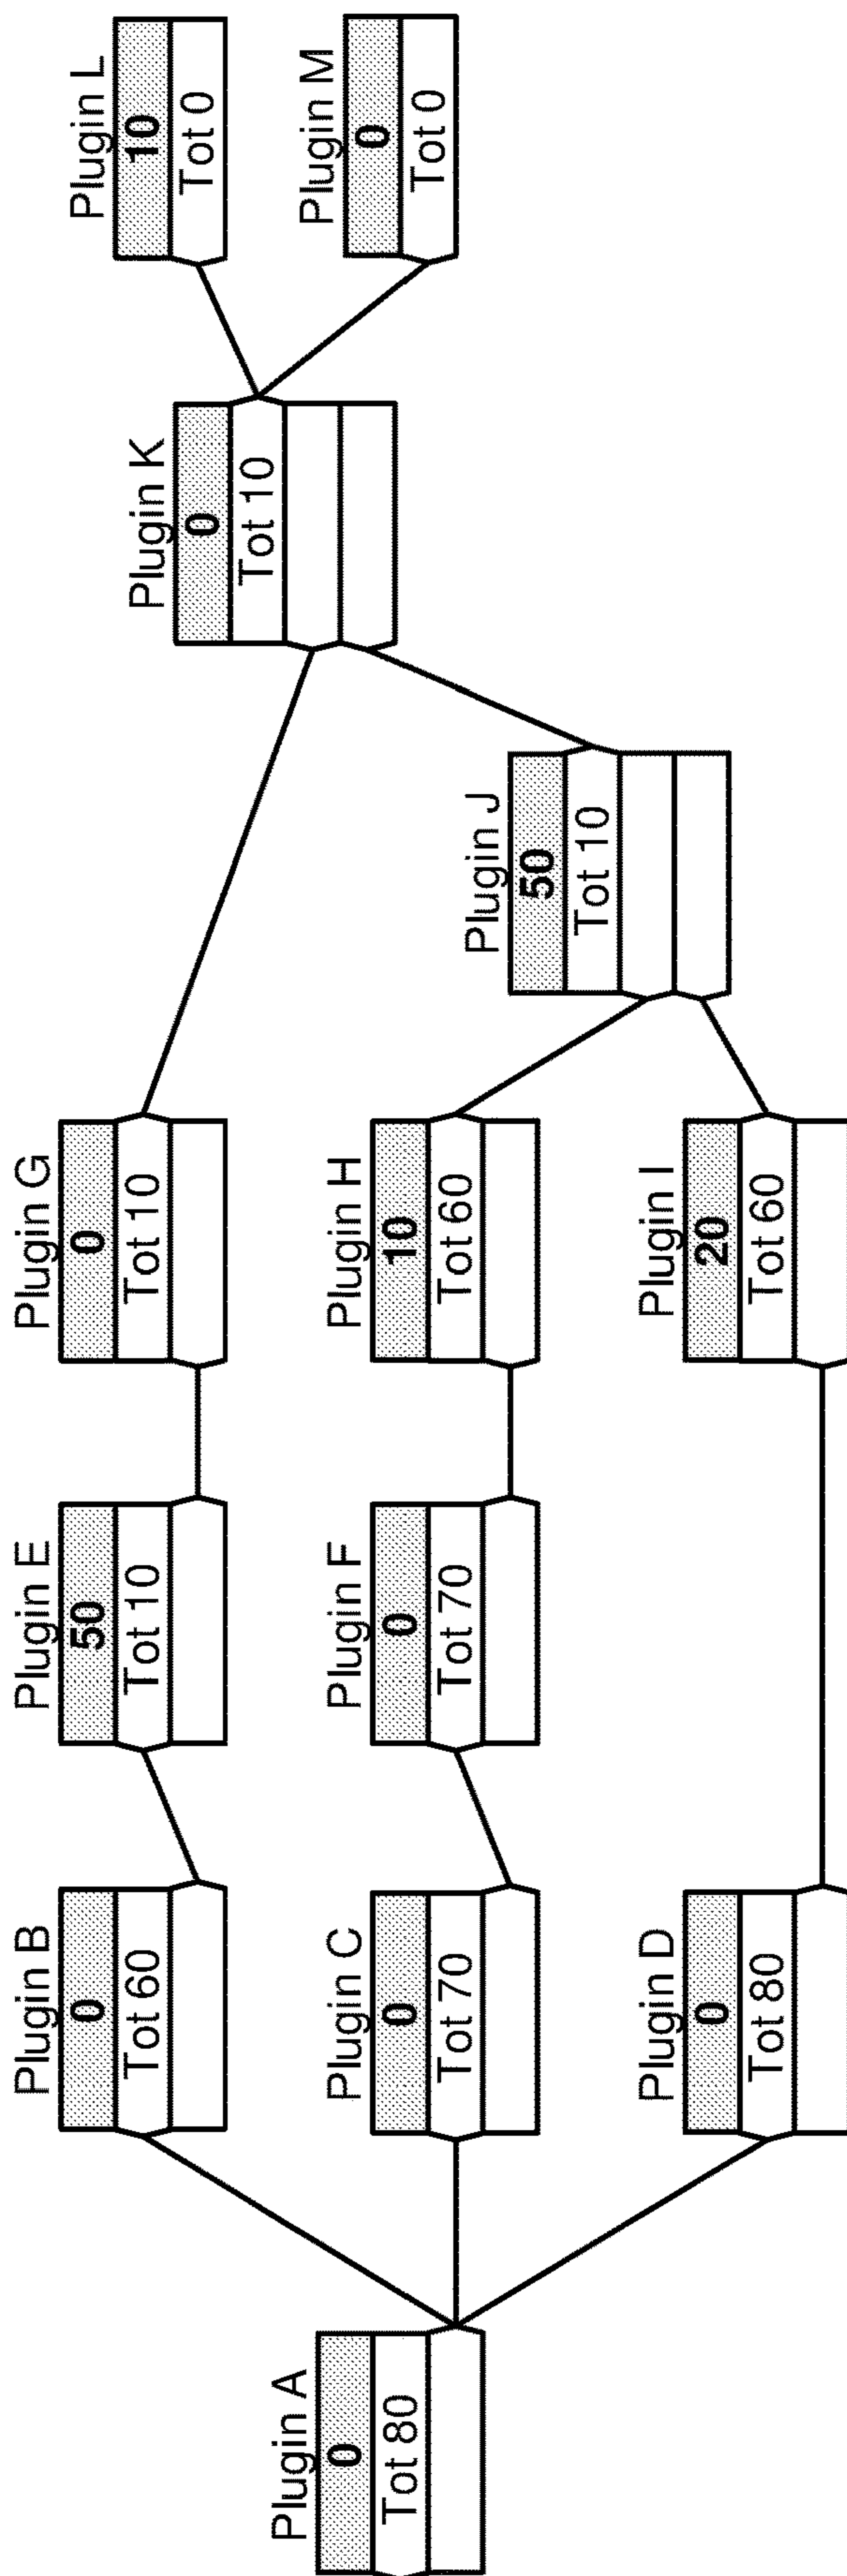 Plugin A
0
Tot 80
Plugin B
0
Tot 60
Plugin C
0
Tot 70
Plugin D
0
Tot 80
Plugin E
50
Tot 10
Plugin F
0
Tot 70
Plugin G
0
Tot 10
Plugin H
10
Tot 60
Plugin I
20
Tot 60
Plugin J
50
Tot 10
Plugin K
0
Tot 10
Plugin L
10
Tot 0
Plugin M
0
Tot 0